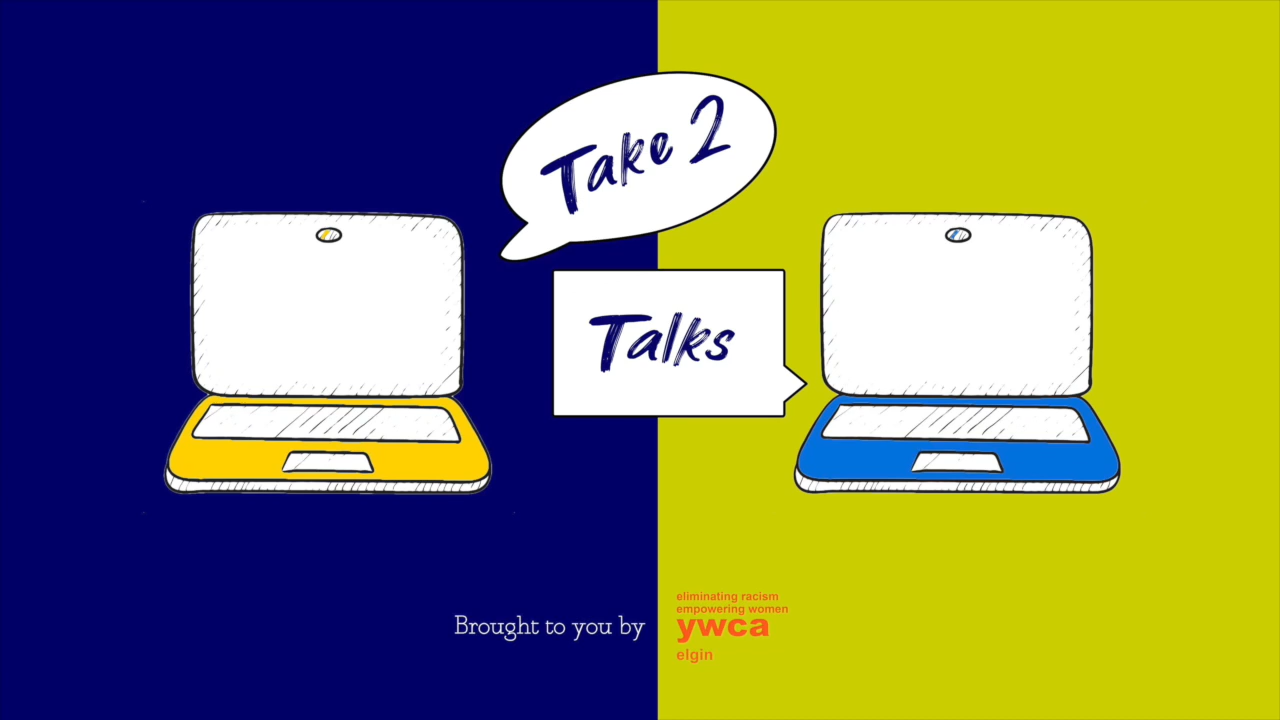 Take 2
Talks
Brought to you by
eliminating racism
empowering women
ywca
elgin